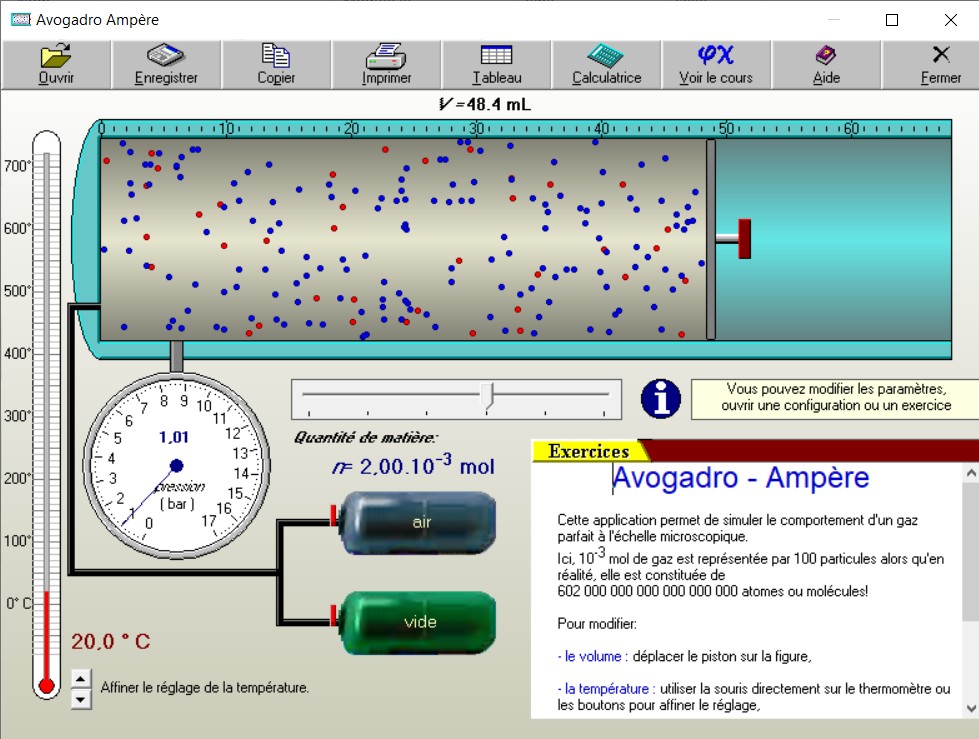 Avogadro Ampère
Ouvrir Enregistrer Copier Imprimer Tableau Calculatrice Voir le cours Aide Fermer
φχ
V =48.4 mL
0 10 20 30 40 50 60
700°
600°
500°
400°
300°
200°
100°
0° C
0 1 2 3 4 5 6 7 8 9 10 11 12 13 14 15 16 17
1,01
pression
( bar )
Quantité de matière:
n= 2,00.10⁻³ mol
air
vide
20,0 ° C
Affiner le réglage de la température.
i
Vous pouvez modifier les paramètres,
ouvrir une configuration ou un exercice
Exercices
Avogadro - Ampère
Cette application permet de simuler le comportement d'un gaz
parfait à l'échelle microscopique.
Ici, 10⁻³ mol de gaz est représentée par 100 particules alors qu'en
réalité, elle est constituée de
602 000 000 000 000 000 000 atomes ou molécules!
Pour modifier:
- le volume : déplacer le piston sur la figure,
- la température : utiliser la souris directement sur le thermomètre ou
les boutons pour affiner le réglage,